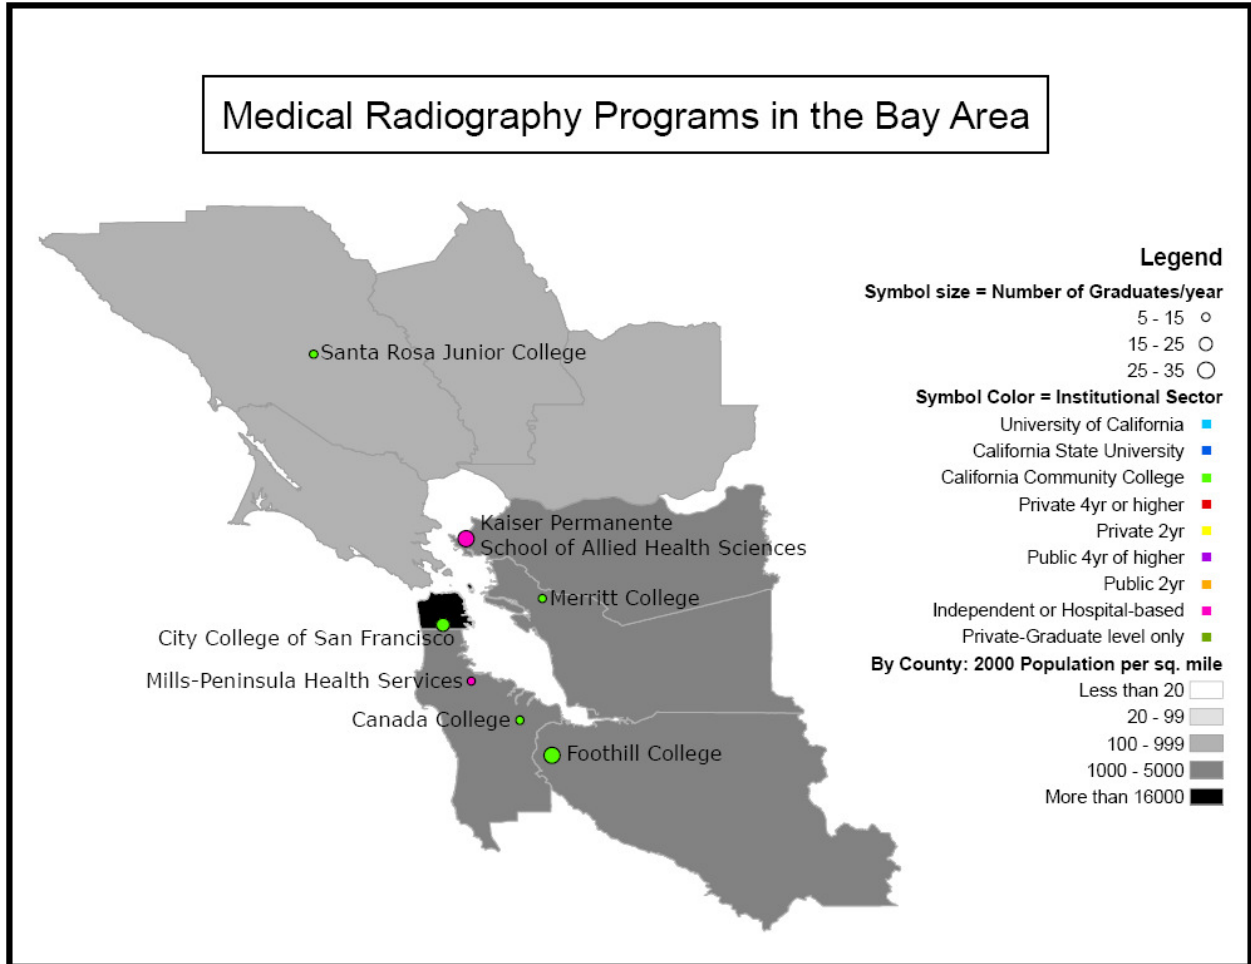 Medical Radiography Programs in the Bay Area
Legend
Symbol size = Number of Graduates/year
5 - 15
15 - 25
25 - 35
Symbol Color = Institutional Sector
University of California
California State University
California Community College
Private 4yr or higher
Private 2yr
Public 4yr of higher
Public 2yr
Independent or Hospital-based
Private-Graduate level only
By County: 2000 Population per sq. mile
Less than 20
20 - 99
100 - 999
1000 - 5000
More than 16000
Santa Rosa Junior College
Kaiser Permanente
School of Allied Health Sciences
Merritt College
City College of San Francisco
Mills-Peninsula Health Services
Canada College
Foothill College